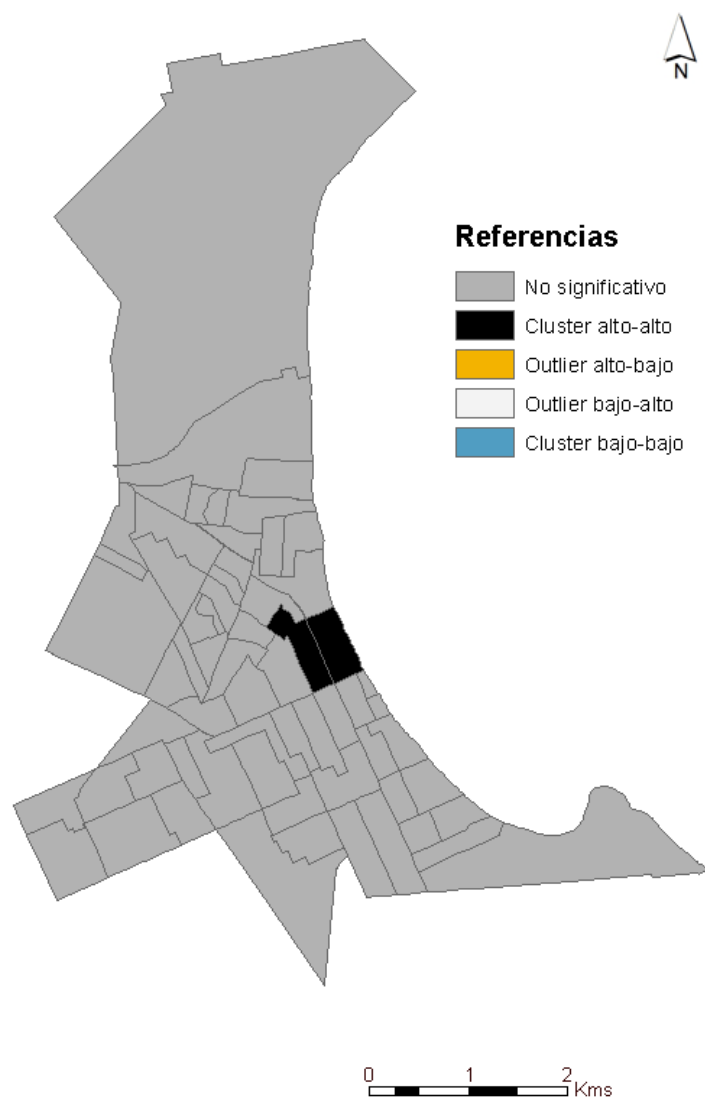 N
Referencias
No significativo
Cluster alto-alto
Outlier alto-bajo
Outlier bajo-alto
Cluster bajo-bajo
0 1 2
Kms